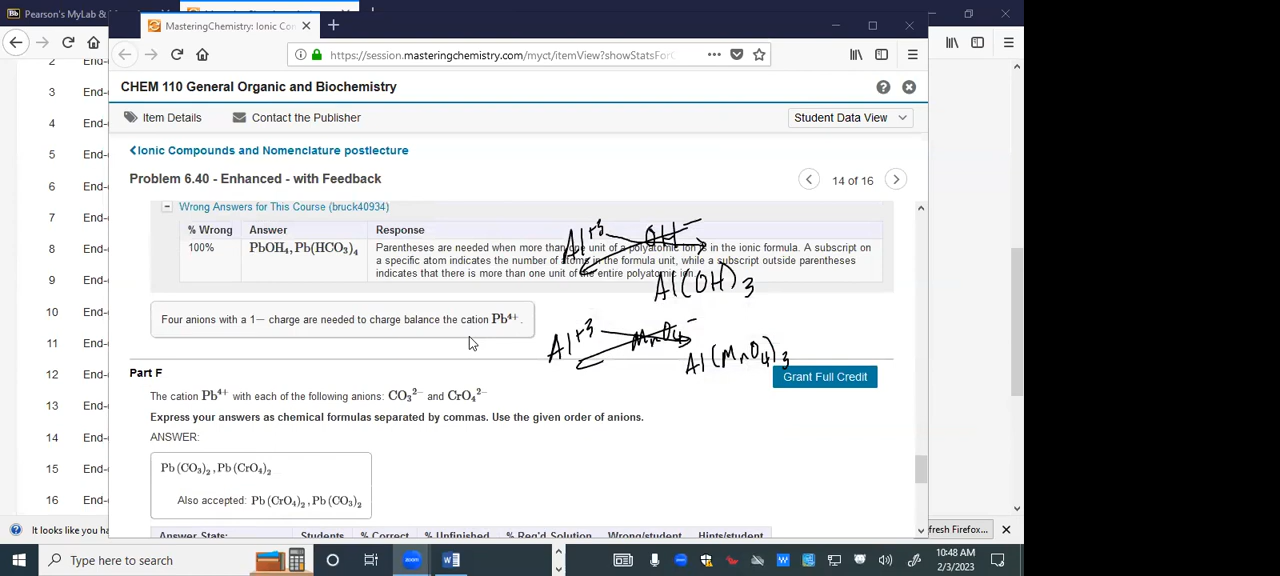 Pearson's MyLab & M
MasteringChemistry: Ionic Con
https://session.masteringchemistry.com/myct/itemView?showStatsForC
CHEM 110 General Organic and Biochemistry
Item Details
Contact the Publisher
Student Data View
Ionic Compounds and Nomenclature postlecture
Problem 6.40 - Enhanced - with Feedback
14 of 16
Wrong Answers for This Course (bruck40934)
% Wrong Answer Response
100% PbOH₄, Pb(HCO₃)₄ Parentheses are needed when more than one unit of a polyatomic ion is in the ionic formula. A subscript on
a specific atom indicates the number of atoms in the formula unit, while a subscript outside parentheses
indicates that there is more than one unit of the entire polyatomic ion.
Al⁺³ OH⁻
Al(OH)₃
Four anions with a 1− charge are needed to charge balance the cation Pb⁴⁺.
Al⁺³ MnO₄⁻
Al(MnO₄)₃
Part F
Grant Full Credit
The cation Pb⁴⁺ with each of the following anions: CO₃²⁻ and CrO₄²⁻
Express your answers as chemical formulas separated by commas. Use the given order of anions.
ANSWER:
Pb(CO₃)₂, Pb(CrO₄)₂
Also accepted: Pb(CrO₄)₂, Pb(CO₃)₂
Answer Stats: Students % Correct % Unfinished % Req'd Solution Wrong/student Hints/student
2 End-
3 End-
4 End-
5 End-
6 End-
7 End-
8 End-
9 End-
10 End-
11 End-
12 End-
13 End-
14 End-
15 End-
16 End-
It looks like you ha
fresh Firefox...
Type here to search
zoom
10:48 AM
2/3/2023